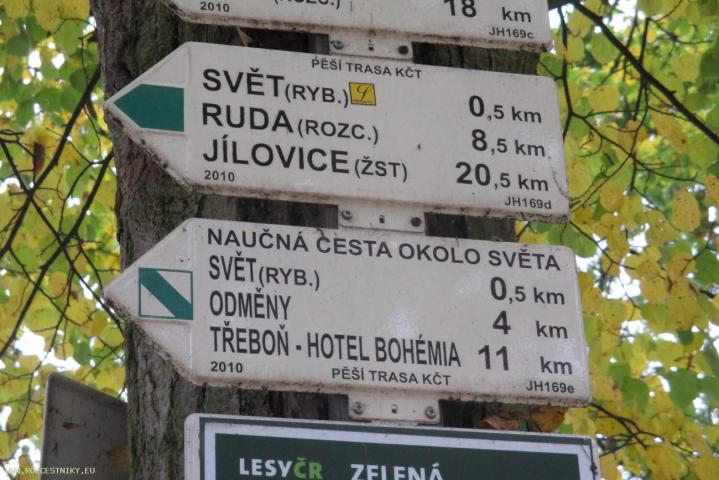 (ROZC.) 18 km
2010 JH169c
PĚŠÍ TRASA KČT
SVĚT (RYB.) 0,5 km
RUDA (ROZC.) 8,5 km
JÍLOVICE (ŽST) 20,5 km
2010 JH169d
NAUČNÁ CESTA OKOLO SVĚTA
SVĚT (RYB.) 0,5 km
ODMĚNY 4 km
TŘEBOŇ - HOTEL BOHÉMIA 11 km
2010 PĚŠÍ TRASA KČT JH169e
LESYČR ZELENÁ
WWW.ROZCESTNIKY.EU